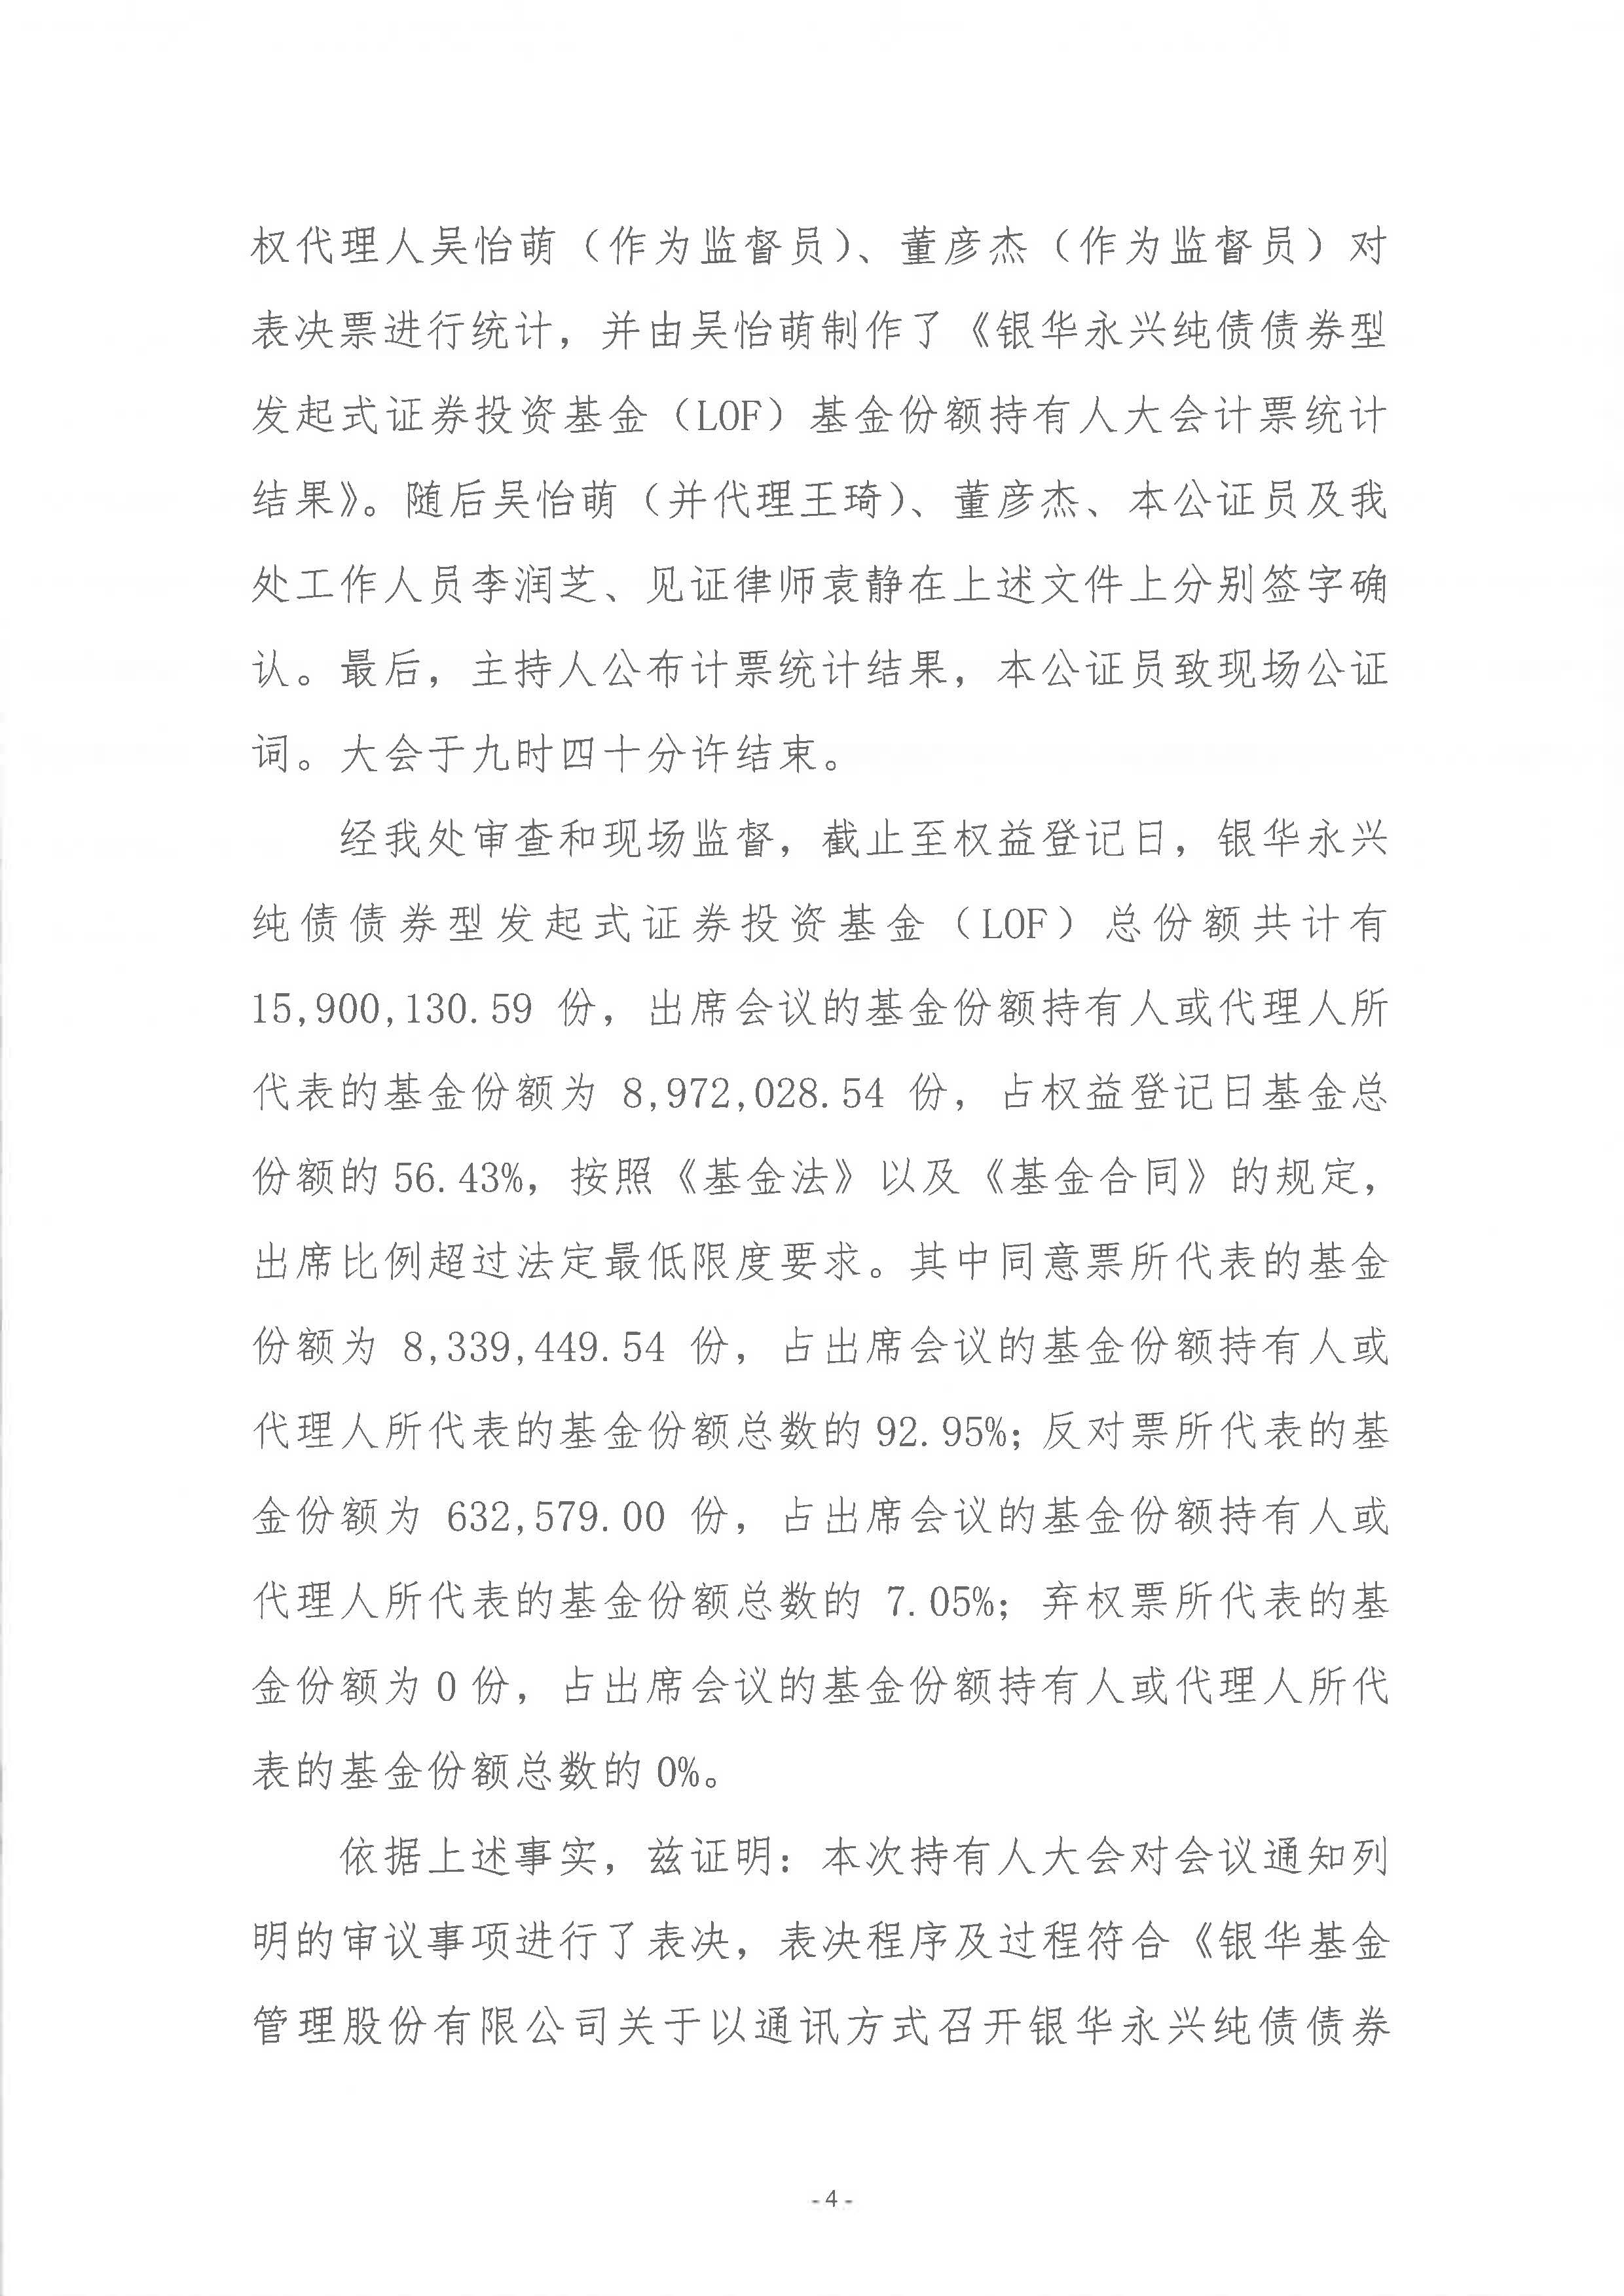 权代理人吴怡萌（作为监督员）、董彦杰（作为监督员）对
表决票进行统计，并由吴怡萌制作了《银华永兴纯债债券型
发起式证券投资基金（LOF）基金份额持有人大会计票统计
结果》。随后吴怡萌（并代理王琦）、董彦杰、本公证员及我
处工作人员李润芝、见证律师袁静在上述文件上分别签字确
认。最后，主持人公布计票统计结果，本公证员致现场公证
词。大会于九时四十分许结束。
经我处审查和现场监督，截止至权益登记日，银华永兴
纯债债券型发起式证券投资基金（LOF）总份额共计有
15,900,130.59 份，出席会议的基金份额持有人或代理人所
代表的基金份额为 8,972,028.54 份，占权益登记日基金总
份额的 56.43%，按照《基金法》以及《基金合同》的规定，
出席比例超过法定最低限度要求。其中同意票所代表的基金
份额为 8,339,449.54 份，占出席会议的基金份额持有人或
代理人所代表的基金份额总数的 92.95%；反对票所代表的基
金份额为 632,579.00 份，占出席会议的基金份额持有人或
代理人所代表的基金份额总数的 7.05%；弃权票所代表的基
金份额为 0 份，占出席会议的基金份额持有人或代理人所代
表的基金份额总数的 0%。
依据上述事实，兹证明：本次持有人大会对会议通知列
明的审议事项进行了表决，表决程序及过程符合《银华基金
管理股份有限公司关于以通讯方式召开银华永兴纯债债券
- 4 -